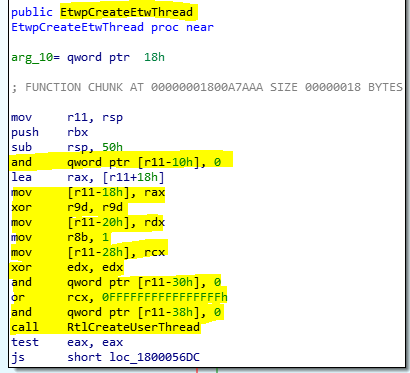 public EtwpCreateEtwThread
EtwpCreateEtwThread proc near
arg_10= qword ptr  18h
; FUNCTION CHUNK AT 00000001800A7AAA SIZE 00000018 BYTES
mov     r11, rsp
push    rbx
sub     rsp, 50h
and     qword ptr [r11-10h], 0
lea     rax, [r11+18h]
mov     [r11-18h], rax
xor     r9d, r9d
mov     [r11-20h], rdx
mov     r8b, 1
mov     [r11-28h], rcx
xor     edx, edx
and     qword ptr [r11-30h], 0
or      rcx, 0FFFFFFFFFFFFFFFFh
and     qword ptr [r11-38h], 0
call    RtlCreateUserThread
test    eax, eax
js      short loc_1800056DC